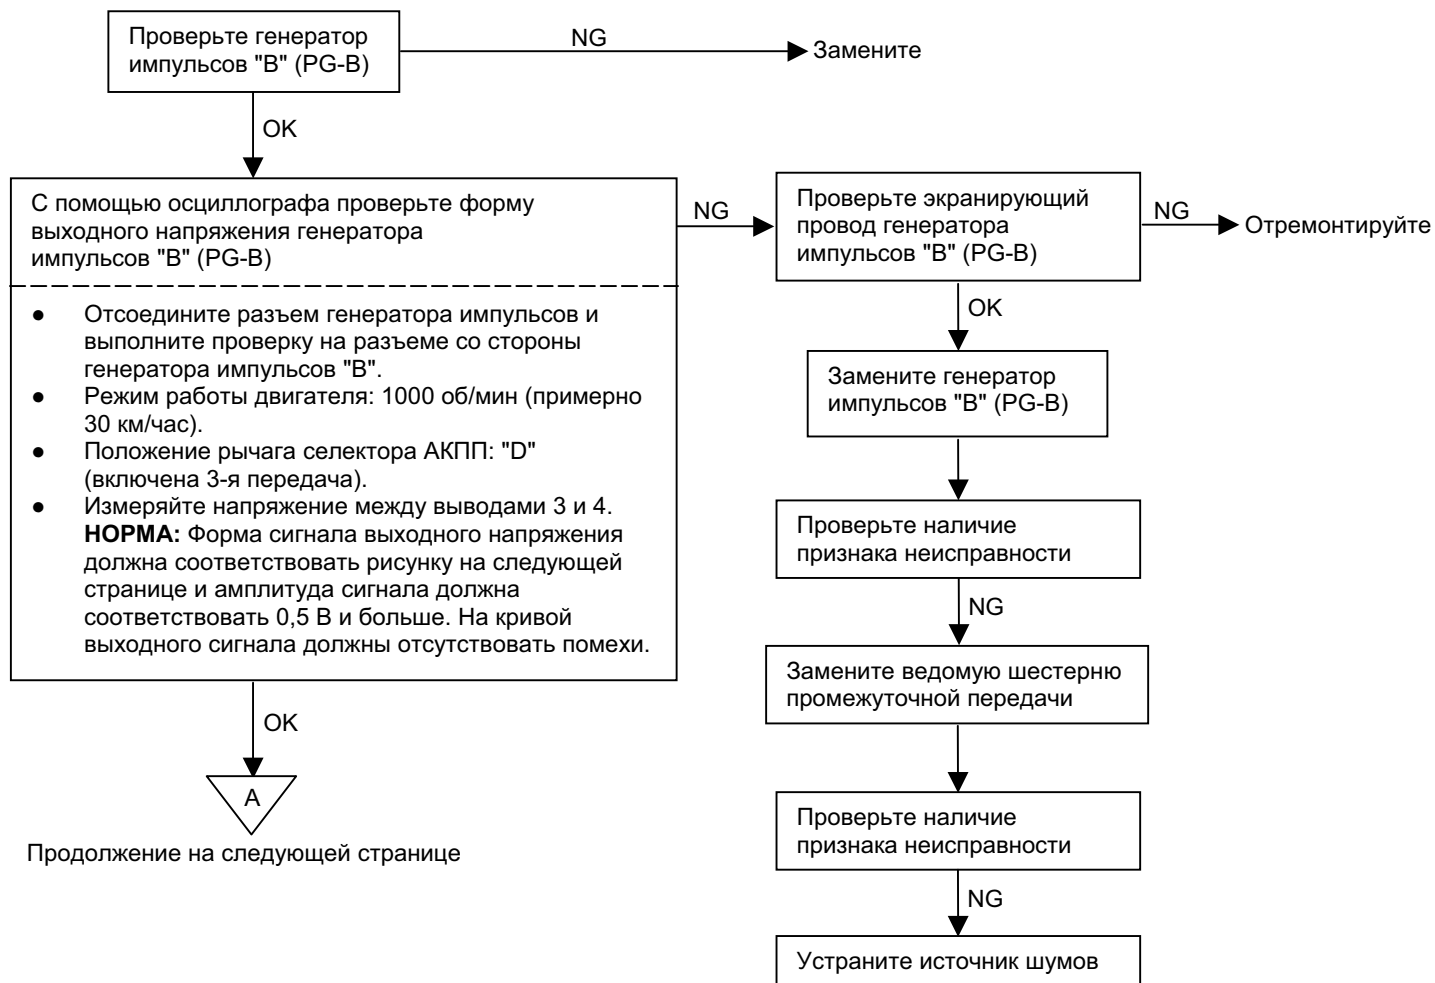 Проверьте генератор
импульсов "В" (PG-B)
NG
Замените
OK
С помощью осциллографа проверьте форму
выходного напряжения генератора
импульсов "В" (PG-B)
● Отсоедините разъем генератора импульсов и
выполните проверку на разъеме со стороны
генератора импульсов "В".
● Режим работы двигателя: 1000 об/мин (примерно
30 км/час).
● Положение рычага селектора АКПП: "D"
(включена 3-я передача).
● Измеряйте напряжение между выводами 3 и 4.
НОРМА: Форма сигнала выходного напряжения
должна соответствовать рисунку на следующей
странице и амплитуда сигнала должна
соответствовать 0,5 В и больше. На кривой
выходного сигнала должны отсутствовать помехи.
NG
Проверьте экранирующий
провод генератора
импульсов "В" (PG-B)
NG
Отремонтируйте
OK
Замените генератор
импульсов "В" (PG-B)
Проверьте наличие
признака неисправности
NG
Замените ведомую шестерню
промежуточной передачи
Проверьте наличие
признака неисправности
NG
Устраните источник шумов
OK
A
Продолжение на следующей странице